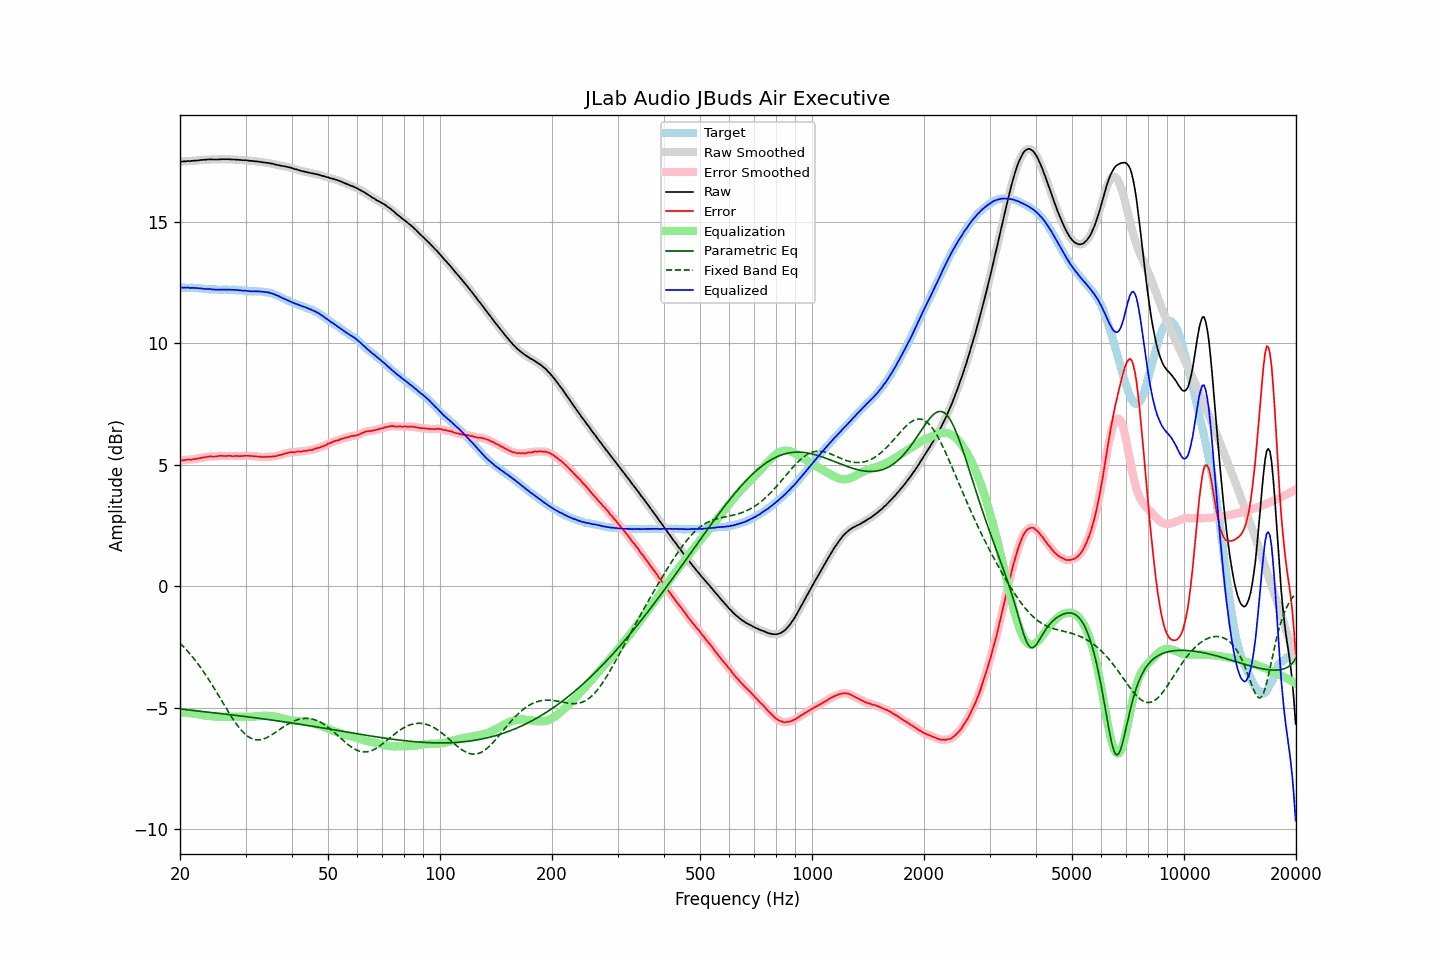 JLab Audio JBuds Air Executive
Target
Raw Smoothed
Error Smoothed
Raw
Error
Equalization
Parametric Eq
Fixed Band Eq
Equalized
Amplitude (dBr)
15
10
5
0
−5
−10
20
50
100
200
500
1000
2000
5000
10000
20000
Frequency (Hz)